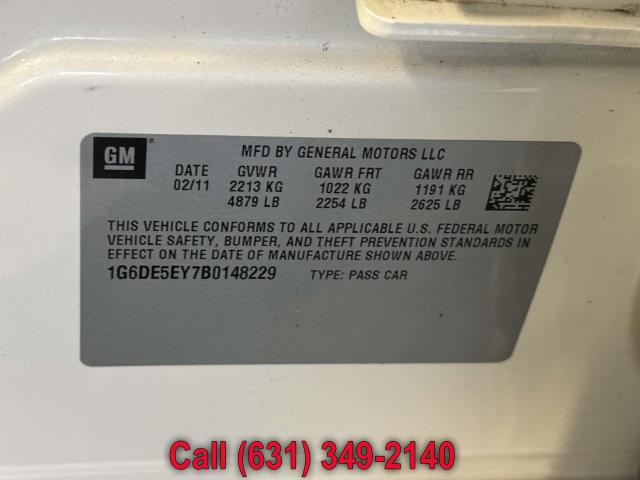 GM
MFD BY GENERAL MOTORS LLC
DATE GVWR GAWR FRT GAWR RR
02/11 2213 KG 1022 KG 1191 KG
4879 LB 2254 LB 2625 LB
THIS VEHICLE CONFORMS TO ALL APPLICABLE U.S. FEDERAL MOTOR
VEHICLE SAFETY, BUMPER, AND THEFT PREVENTION STANDARDS IN
EFFECT ON THE DATE OF MANUFACTURE SHOWN ABOVE.
1G6DE5EY7B0148229 TYPE: PASS CAR
Call (631) 349-2140